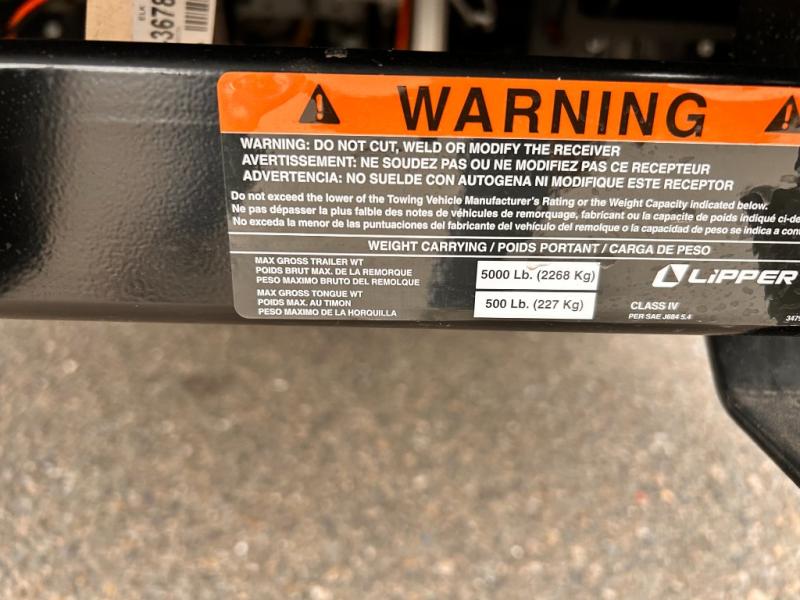 ELK
3678
WARNING
WARNING: DO NOT CUT, WELD OR MODIFY THE RECEIVER
AVERTISSEMENT: NE SOUDEZ PAS OU NE MODIFIEZ PAS CE RECEPTEUR
ADVERTENCIA: NO SUELDE CON AUTOGENA NI MODIFIQUE ESTE RECEPTOR
Do not exceed the lower of the Towing Vehicle Manufacturer's Rating or the Weight Capacity indicated below.
Ne pas dépasser la plus faible des notes de véhicules de remorquage, fabricant ou la capacite de poids indiqué ci-de
No exceda la menor de las puntuaciones del fabricante del vehículo del remolque o la capacidad de peso se indica a con
WEIGHT CARRYING / POIDS PORTANT / CARGA DE PESO
MAX GROSS TRAILER WT
POIDS BRUT MAX. DE LA REMORQUE
PESO MAXIMO BRUTO DEL REMOLQUE
5000 Lb. (2268 Kg)
MAX GROSS TONGUE WT
POIDS MAX. AU TIMON
PESO MAXIMO DE LA HORQUILLA
500 Lb. (227 Kg)
LIPPER
CLASS IV
PER SAE J684 5.4
3479